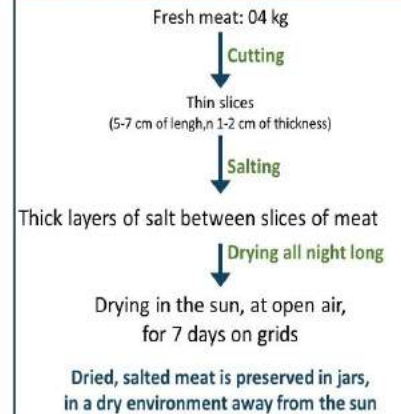 Fresh meat: 04 kg
Cutting
Thin slices
(5-7 cm of lengh,n 1-2 cm of thickness)
Salting
Thick layers of salt between slices of meat
Drying all night long
Drying in the sun, at open air,
for 7 days on grids
Dried, salted meat is preserved in jars,
in a dry environment away from the sun